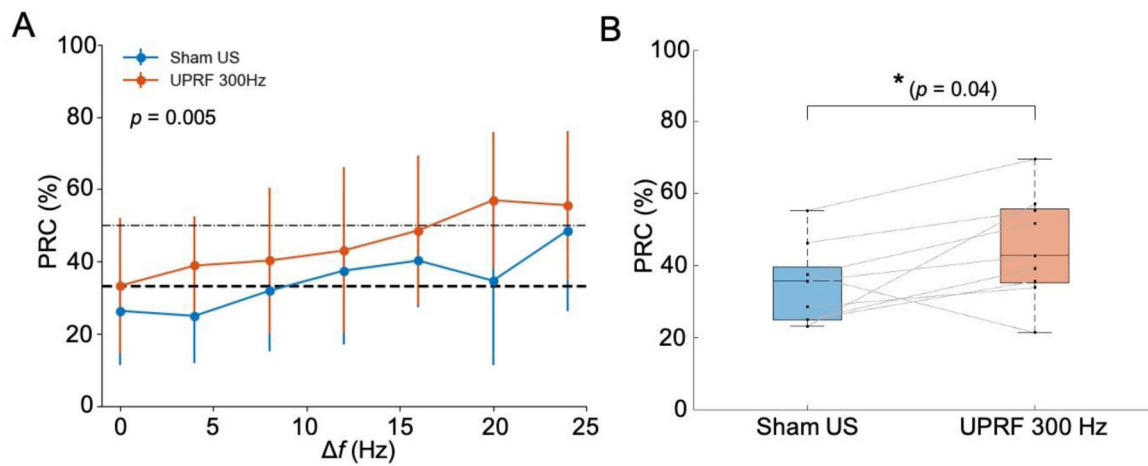 A
100
80
60
40
20
0
PRC (%)
Sham US
UPRF 300Hz
p = 0.005
0 5 10 15 20 25
Δf (Hz)
B
100
80
60
40
20
0
PRC (%)
* (p = 0.04)
Sham US UPRF 300 Hz